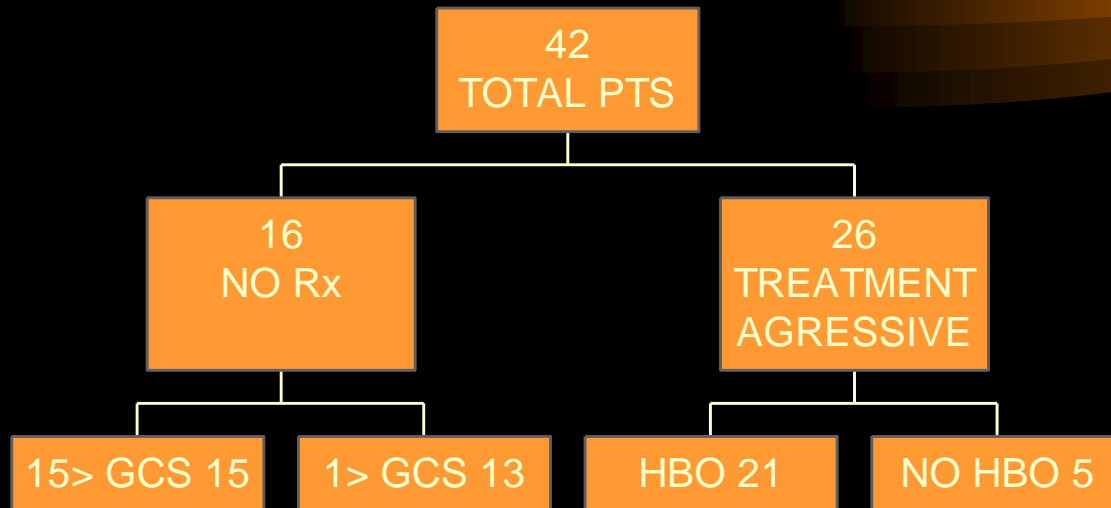 42
TOTAL PTS
16
NO Rx
26
TREATMENT
AGRESSIVE
15> GCS 15
1> GCS 13
HBO 21
NO HBO 5